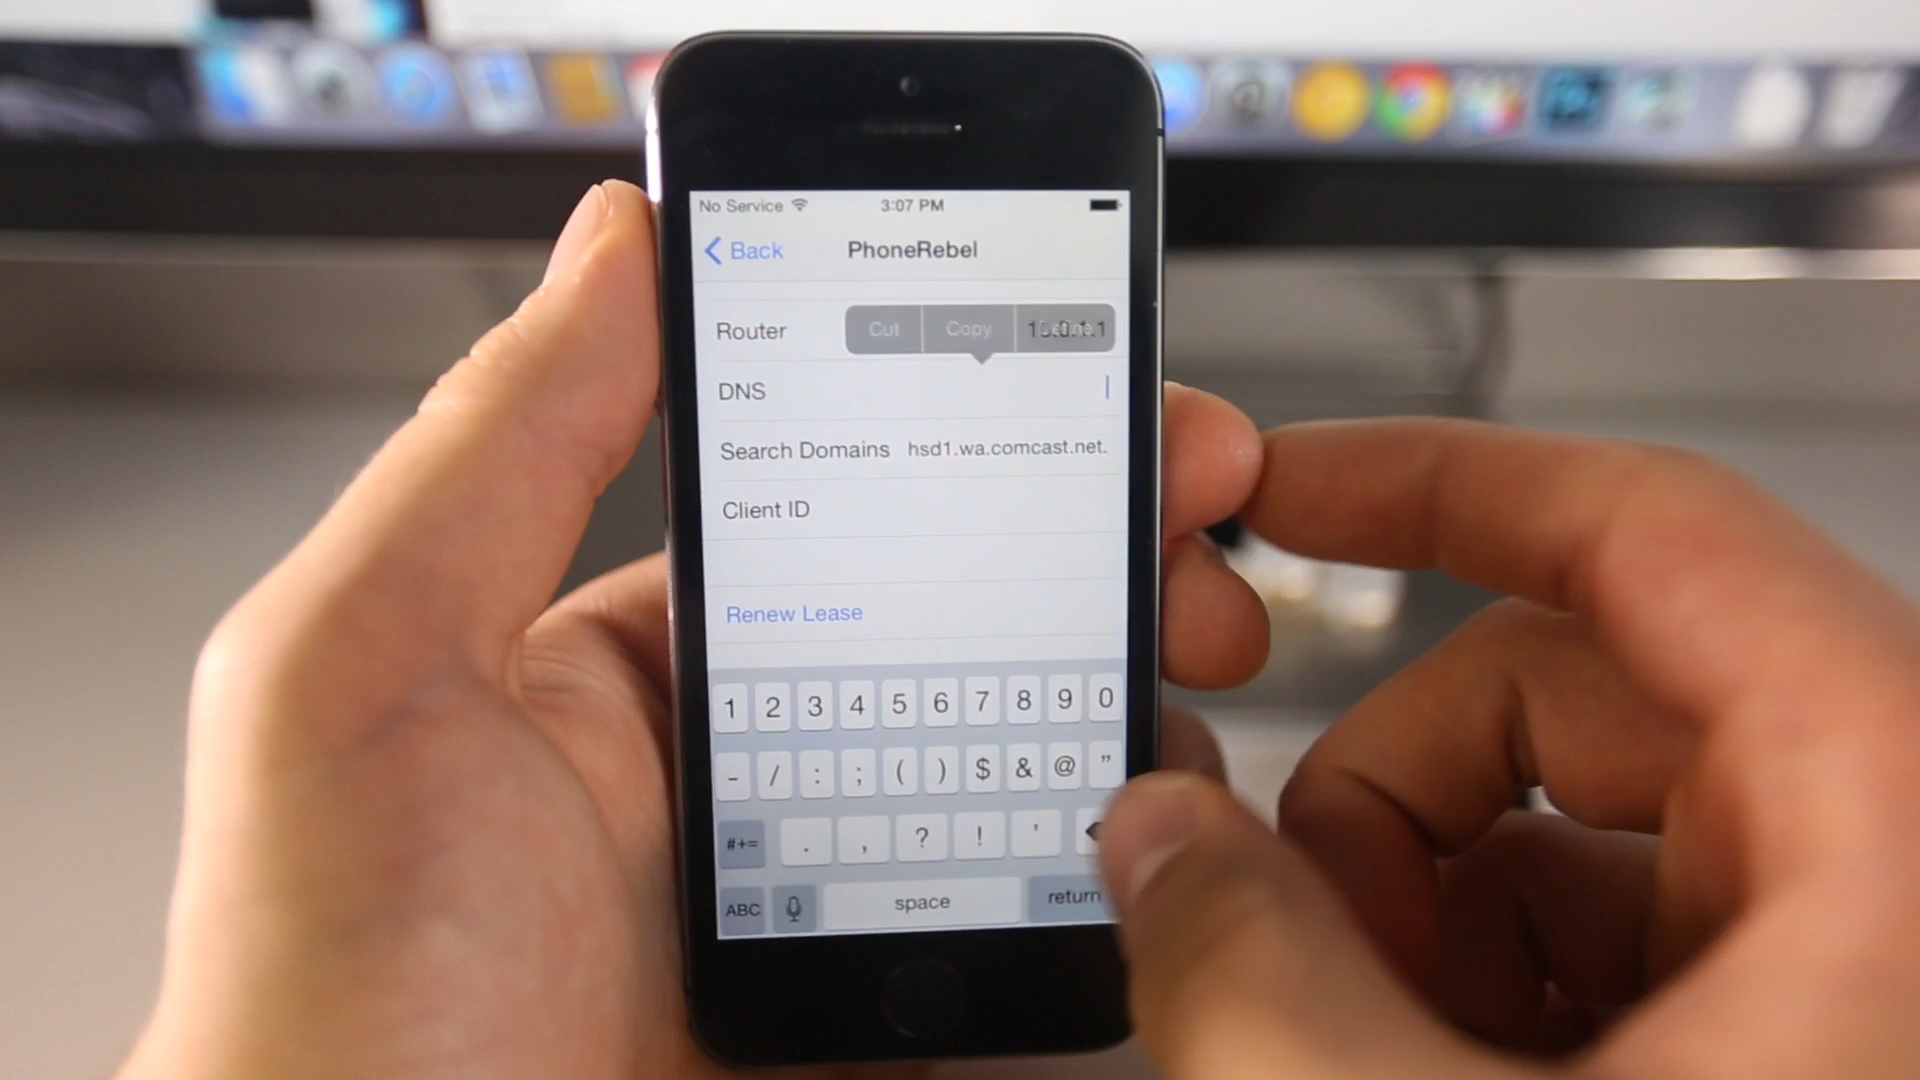 No Service 3:07 PM
Back PhoneRebel
Router Cut Copy
DNS
Search Domains hsd1.wa.comcast.net.
Client ID
Renew Lease
1 2 3 4 5 6 7 8 9 0
- / : ; ( ) $ & @ "
#+= . , ? ! '
ABC space return